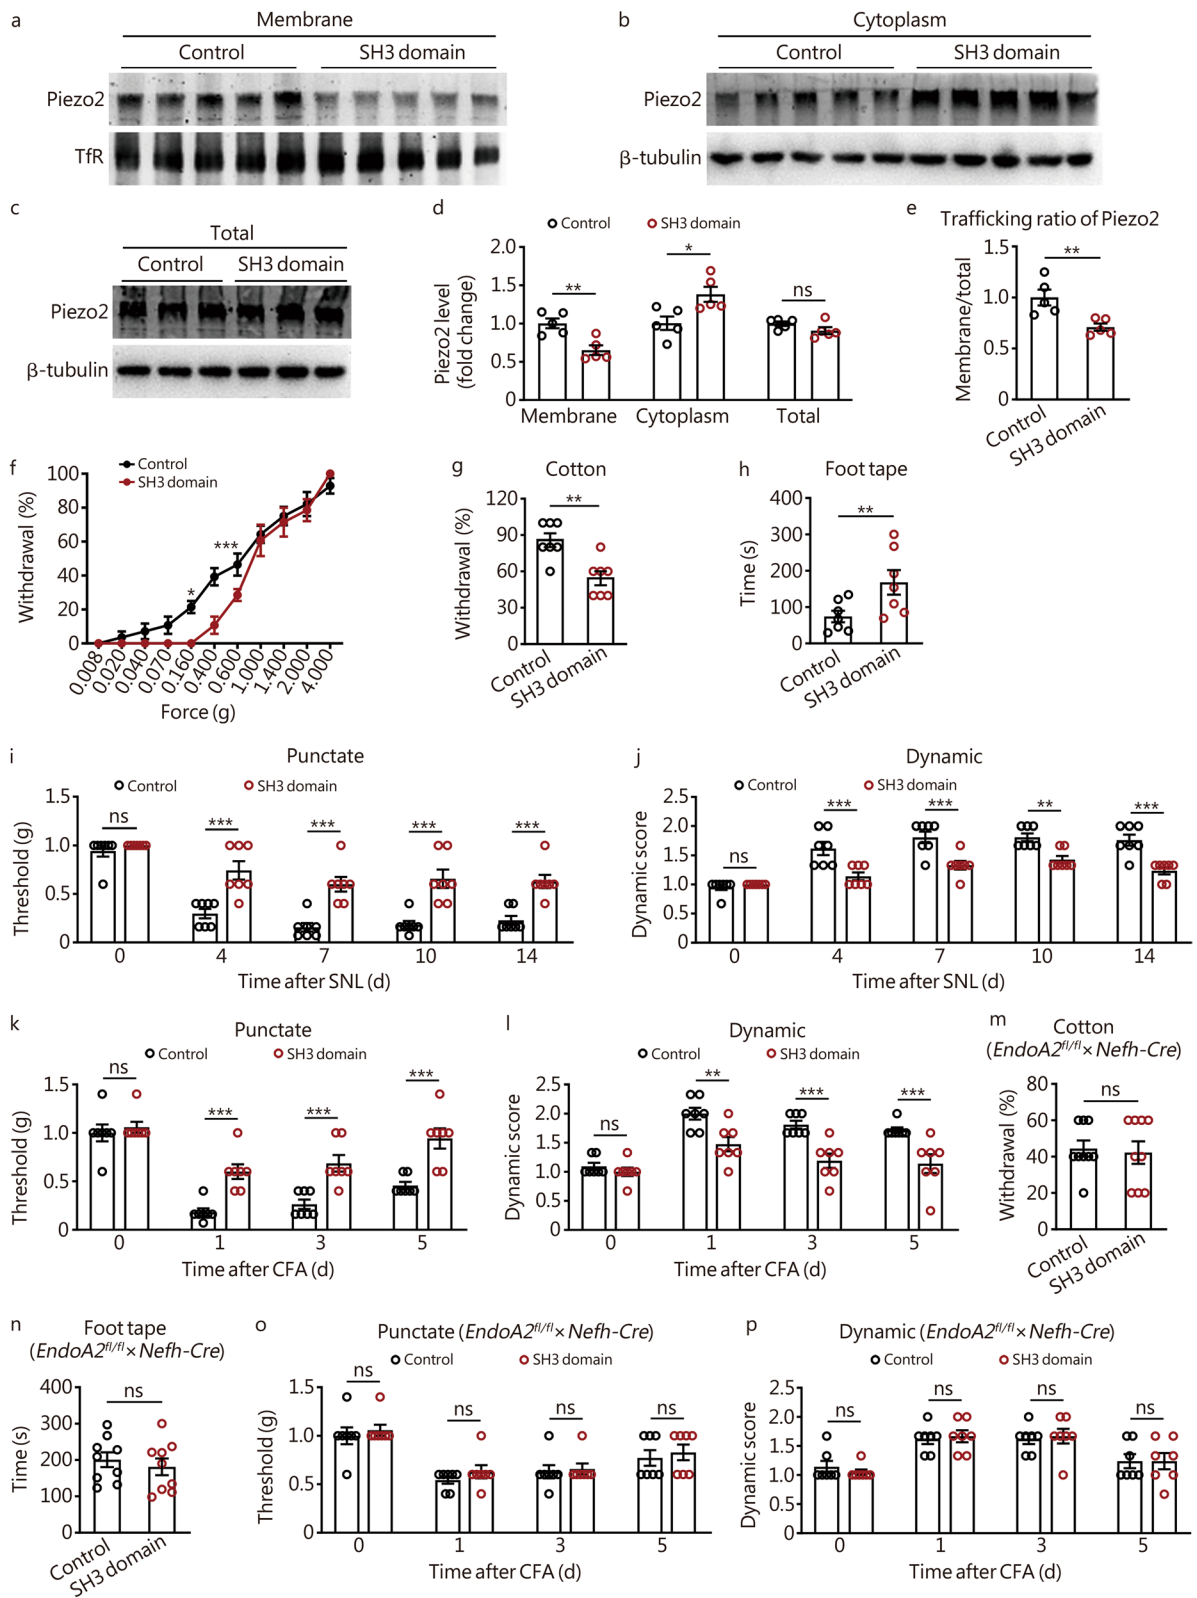 a
Membrane
Control
SH3 domain
Piezo2
TfR
b
Cytoplasm
Control
SH3 domain
Piezo2
β-tubulin
c
Total
Control
SH3 domain
Piezo2
β-tubulin
d
Control
SH3 domain
Piezo2 level
(fold change)
2.0
1.5
1.0
0.5
0
**
*
ns
Membrane
Cytoplasm
Total
e
Trafficking ratio of Piezo2
Membrane/total
1.5
1.0
0.5
0
**
Control
SH3 domain
f
Control
SH3 domain
Withdrawal (%)
100
80
60
40
20
0
*
***
0.008
0.020
0.040
0.070
0.160
0.400
0.600
1.000
1.400
2.000
4.000
Force (g)
g
Cotton
Withdrawal (%)
120
90
60
30
0
**
Control
SH3 domain
h
Foot tape
Time (s)
400
300
200
100
0
**
Control
SH3 domain
i
Punctate
Control
SH3 domain
Threshold (g)
1.5
1.0
0.5
0
ns
***
***
***
***
0 4 7 10 14
Time after SNL (d)
j
Dynamic
Control
SH3 domain
Dynamic score
2.5
2.0
1.5
1.0
0.5
0
ns
***
***
**
***
0 4 7 10 14
Time after SNL (d)
k
Punctate
Control
SH3 domain
Threshold (g)
1.5
1.0
0.5
0
ns
***
***
***
0 1 3 5
Time after CFA (d)
l
Dynamic
Control
SH3 domain
Dynamic score
2.5
2.0
1.5
1.0
0.5
0
ns
**
***
***
0 1 3 5
Time after CFA (d)
m
Cotton
(EndoA2fl/fl×Nefh-Cre)
Withdrawal (%)
80
60
40
20
0
ns
Control
SH3 domain
n
Foot tape
(EndoA2fl/fl×Nefh-Cre)
Time (s)
400
300
200
100
0
ns
Control
SH3 domain
o
Punctate (EndoA2fl/fl×Nefh-Cre)
Control
SH3 domain
Threshold (g)
1.5
1.0
0.5
0
ns
ns
ns
ns
0 1 3 5
Time after CFA (d)
p
Dynamic (EndoA2fl/fl×Nefh-Cre)
Control
SH3 domain
Dynamic score
2.5
2.0
1.5
1.0
0.5
0
ns
ns
ns
ns
0 1 3 5
Time after CFA (d)